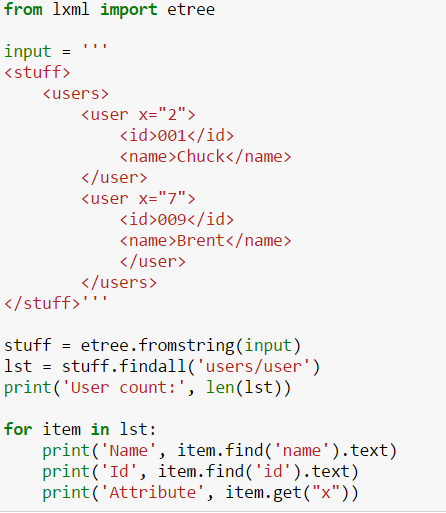 from lxml import etree
input = '''
<stuff>
    <users>
        <user x="2">
            <id>001</id>
            <name>Chuck</name>
        </user>
        <user x="7">
            <id>009</id>
            <name>Brent</name>
            </user>
        </users>
</stuff>'''
stuff = etree.fromstring(input)
lst = stuff.findall('users/user')
print('User count:', len(lst))
for item in lst:
    print('Name', item.find('name').text)
    print('Id', item.find('id').text)
    print('Attribute', item.get("x"))